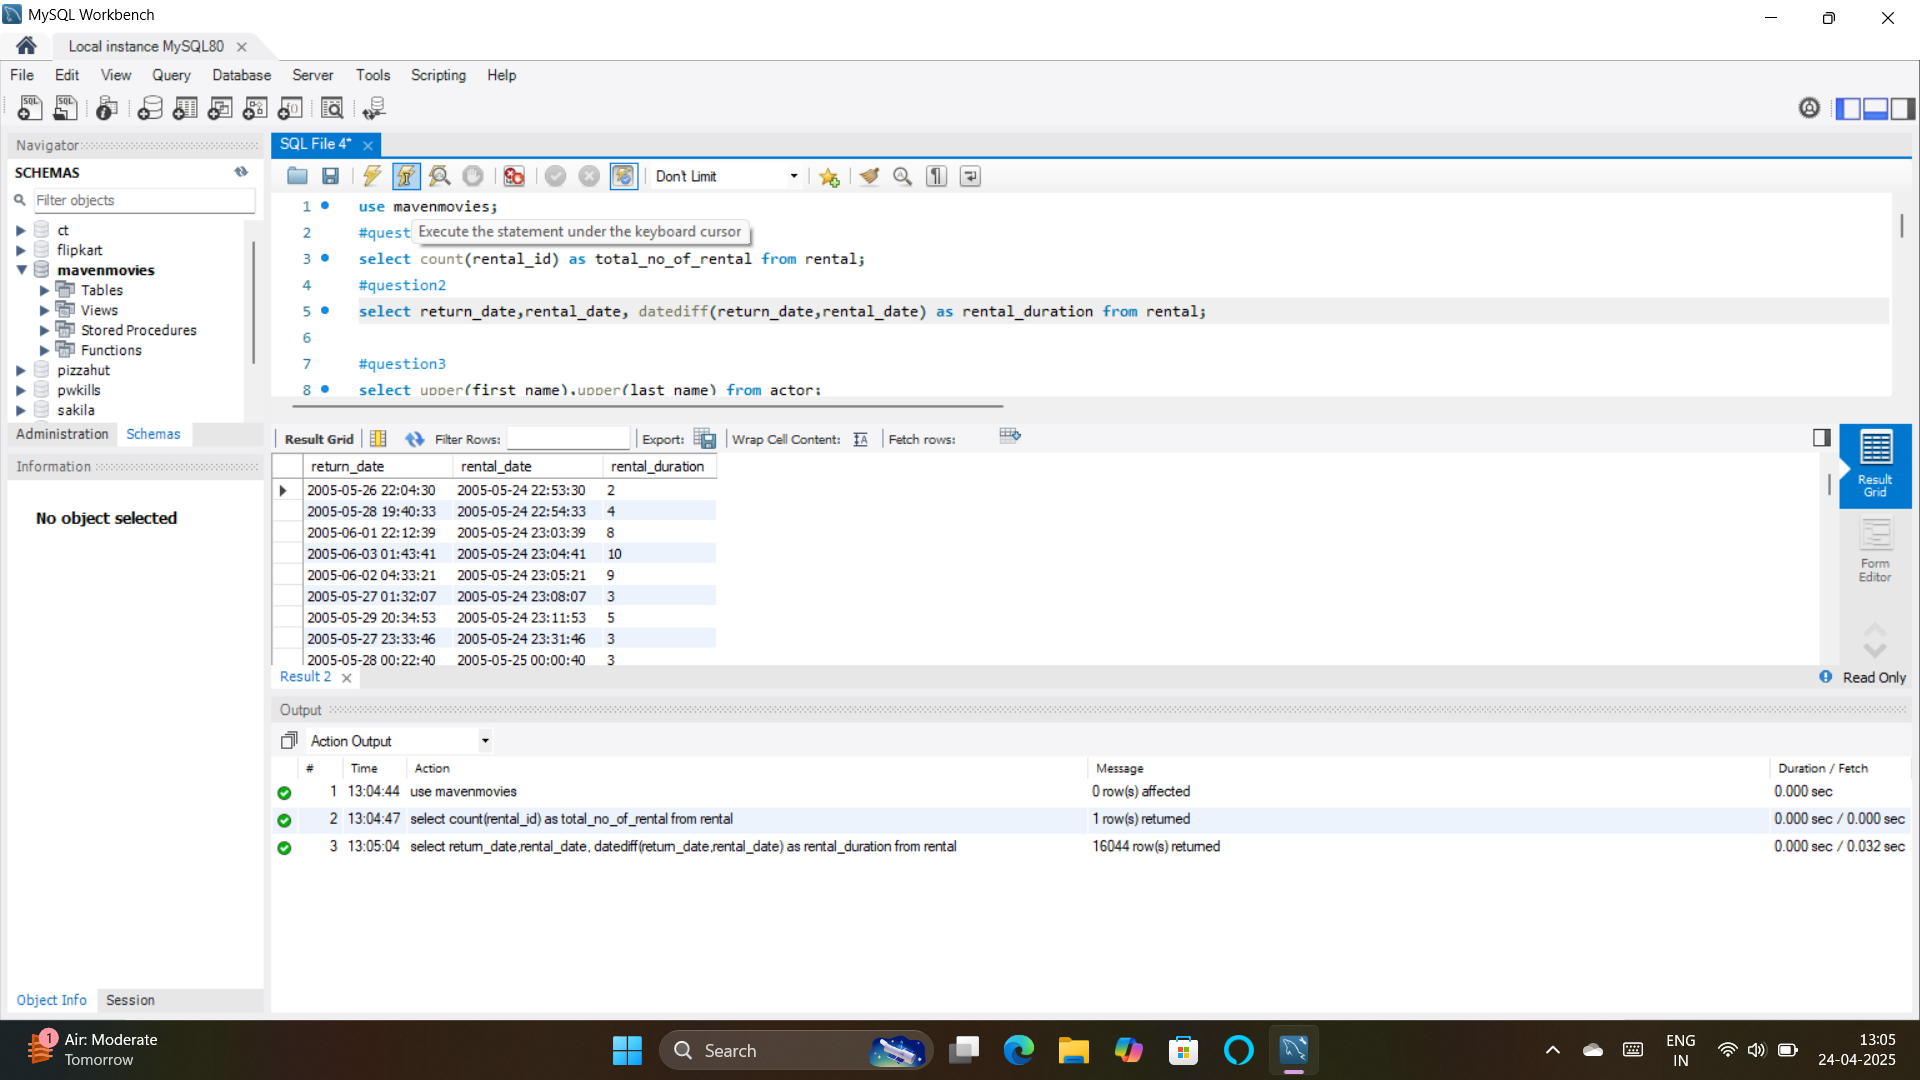 MySQL Workbench
Local instance MySQL80
File Edit View Query Database Server Tools Scripting Help
Navigator
SCHEMAS
Filter objects
ct
flipkart
mavenmovies
Tables
Views
Stored Procedures
Functions
pizzahut
pwkills
sakila
Administration Schemas
Information
No object selected
Object Info Session
SQL File 4*
Don't Limit
1 use mavenmovies;
2 #quest
Execute the statement under the keyboard cursor
3 select count(rental_id) as total_no_of_rental from rental;
4 #question2
5 select return_date,rental_date, datediff(return_date,rental_date) as rental_duration from rental;
6
7 #question3
8 select upper(first_name),upper(last_name) from actor;
Result Grid Filter Rows: Export: Wrap Cell Content: Fetch rows:
return_date rental_date rental_duration
2005-05-26 22:04:30 2005-05-24 22:53:30 2
2005-05-28 19:40:33 2005-05-24 22:54:33 4
2005-06-01 22:12:39 2005-05-24 23:03:39 8
2005-06-03 01:43:41 2005-05-24 23:04:41 10
2005-06-02 04:33:21 2005-05-24 23:05:21 9
2005-05-27 01:32:07 2005-05-24 23:08:07 3
2005-05-29 20:34:53 2005-05-24 23:11:53 5
2005-05-27 23:33:46 2005-05-24 23:31:46 3
2005-05-28 00:22:40 2005-05-25 00:00:40 3
Result
Grid
Form
Editor
Result 2
Read Only
Output
Action Output
# Time Action Message Duration / Fetch
1 13:04:44 use mavenmovies 0 row(s) affected 0.000 sec
2 13:04:47 select count(rental_id) as total_no_of_rental from rental 1 row(s) returned 0.000 sec / 0.000 sec
3 13:05:04 select return_date,rental_date, datediff(return_date,rental_date) as rental_duration from rental 16044 row(s) returned 0.000 sec / 0.032 sec
1
Air: Moderate
Tomorrow
Search
ENG
IN
13:05
24-04-2025